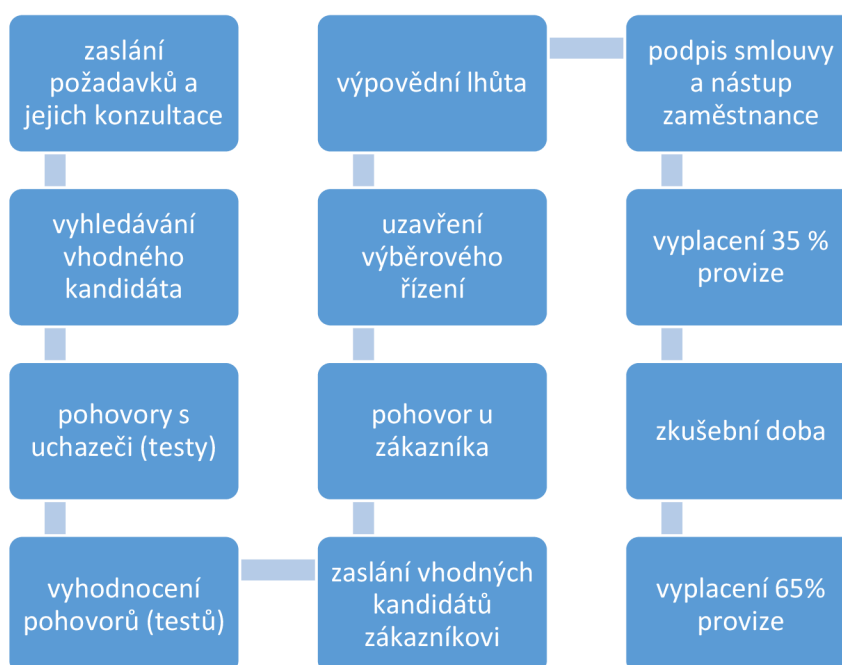 zaslání
požadavků a
jejich konzultace
vyhledávání
vhodného
kandidáta
pohovory s
uchazeči (testy)
vyhodnocení
pohovorů (testů)
zaslání vhodných
kandidátů
zákazníkovi
pohovor u
zákazníka
uzavření
výběrového
řízení
výpovědní lhůta
podpis smlouvy
a nástup
zaměstnance
vyplacení 35 %
provize
zkušební doba
vyplacení 65%
provize